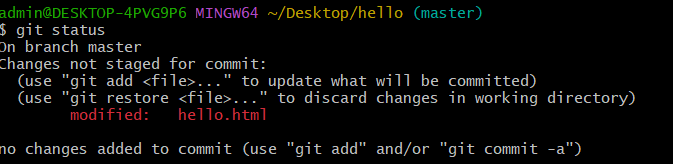 admin@DESKTOP-4PVG9P6 MINGW64 ~/Desktop/hello (master)
$ git status
On branch master
Changes not staged for commit:
  (use "git add <file>..." to update what will be committed)
  (use "git restore <file>..." to discard changes in working directory)
        modified:   hello.html

no changes added to commit (use "git add" and/or "git commit -a")